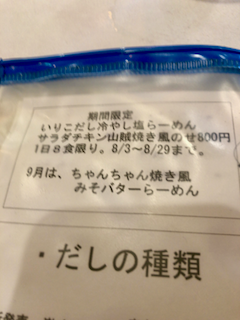 期間限定
いりこだし冷やし塩らーめん
サラダチキン山賊焼き風のせ800円
1日8食限り。8/3〜8/29まで。
9月は、ちゃんちゃん焼き風
みそバターらーめん
・だしの種類